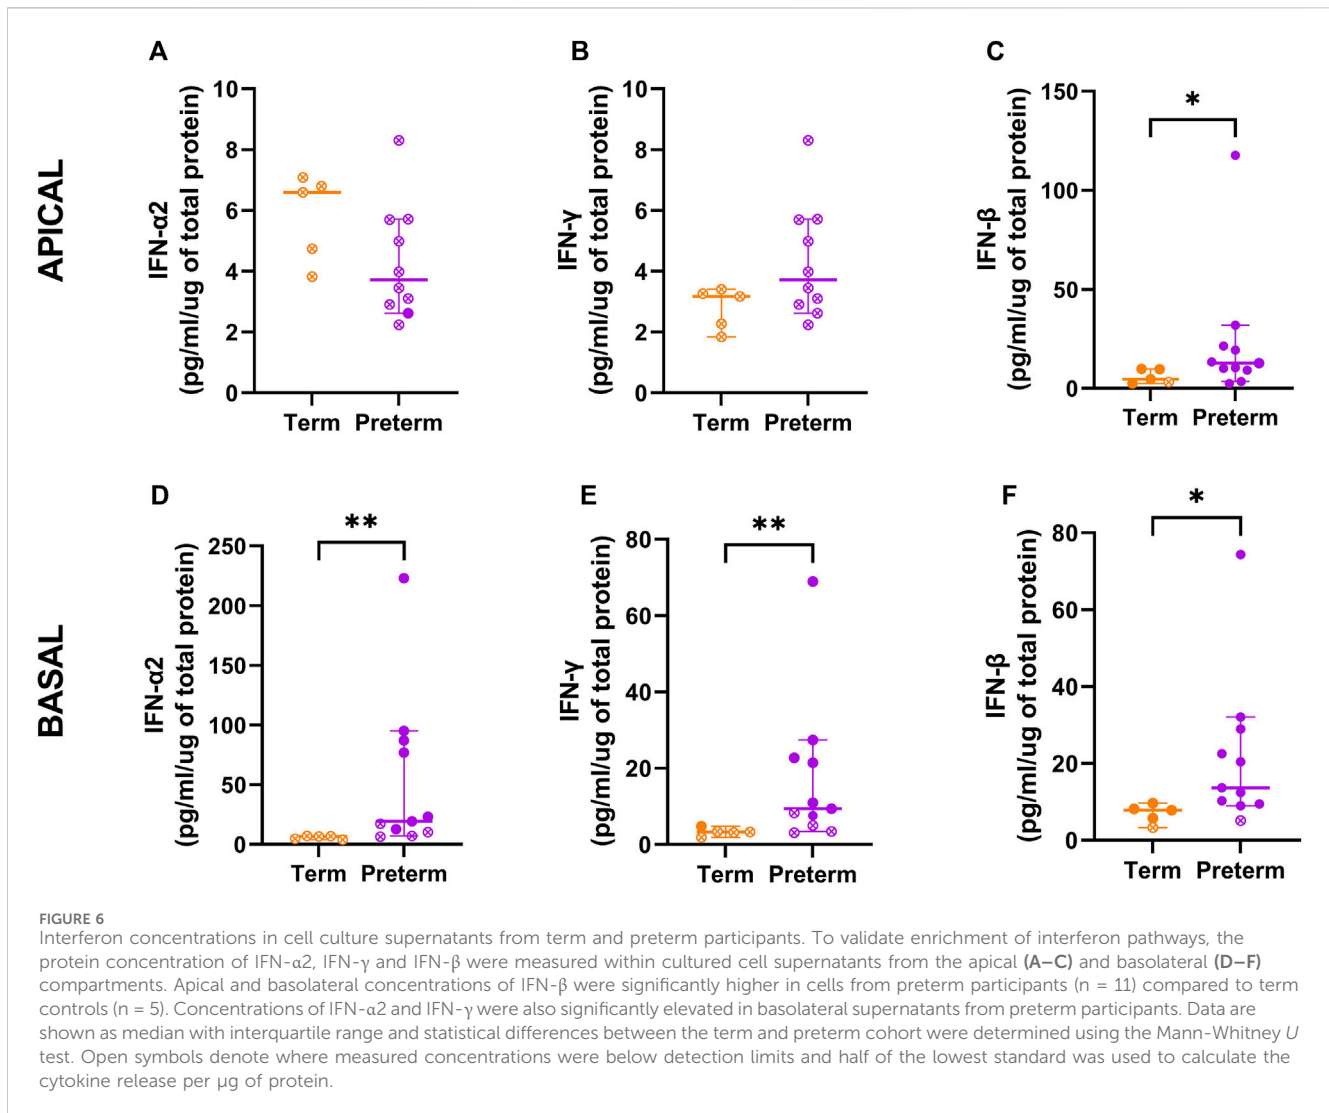 APICAL
A
IFN-α2
(pg/ml/ug of total protein)
10
8
6
4
2
0
Term
Preterm
B
IFN-γ
(pg/ml/ug of total protein)
10
8
6
4
2
0
Term
Preterm
C
IFN-β
(pg/ml/ug of total protein)
150
100
50
0
*
Term
Preterm
BASAL
D
IFN-α2
(pg/ml/ug of total protein)
250
200
150
100
50
0
**
Term
Preterm
E
IFN-γ
(pg/ml/ug of total protein)
80
60
40
20
0
**
Term
Preterm
F
IFN-β
(pg/ml/ug of total protein)
80
60
40
20
0
*
Term
Preterm
FIGURE 6
Interferon concentrations in cell culture supernatants from term and preterm participants. To validate enrichment of interferon pathways, the
protein concentration of IFN-α2, IFN-γ and IFN-β were measured within cultured cell supernatants from the apical (A–C) and basolateral (D–F)
compartments. Apical and basolateral concentrations of IFN-β were significantly higher in cells from preterm participants (n = 11) compared to term
controls (n = 5). Concentrations of IFN-α2 and IFN-γ were also significantly elevated in basolateral supernatants from preterm participants. Data are
shown as median with interquartile range and statistical differences between the term and preterm cohort were determined using the Mann-Whitney U
test. Open symbols denote where measured concentrations were below detection limits and half of the lowest standard was used to calculate the
cytokine release per µg of protein.